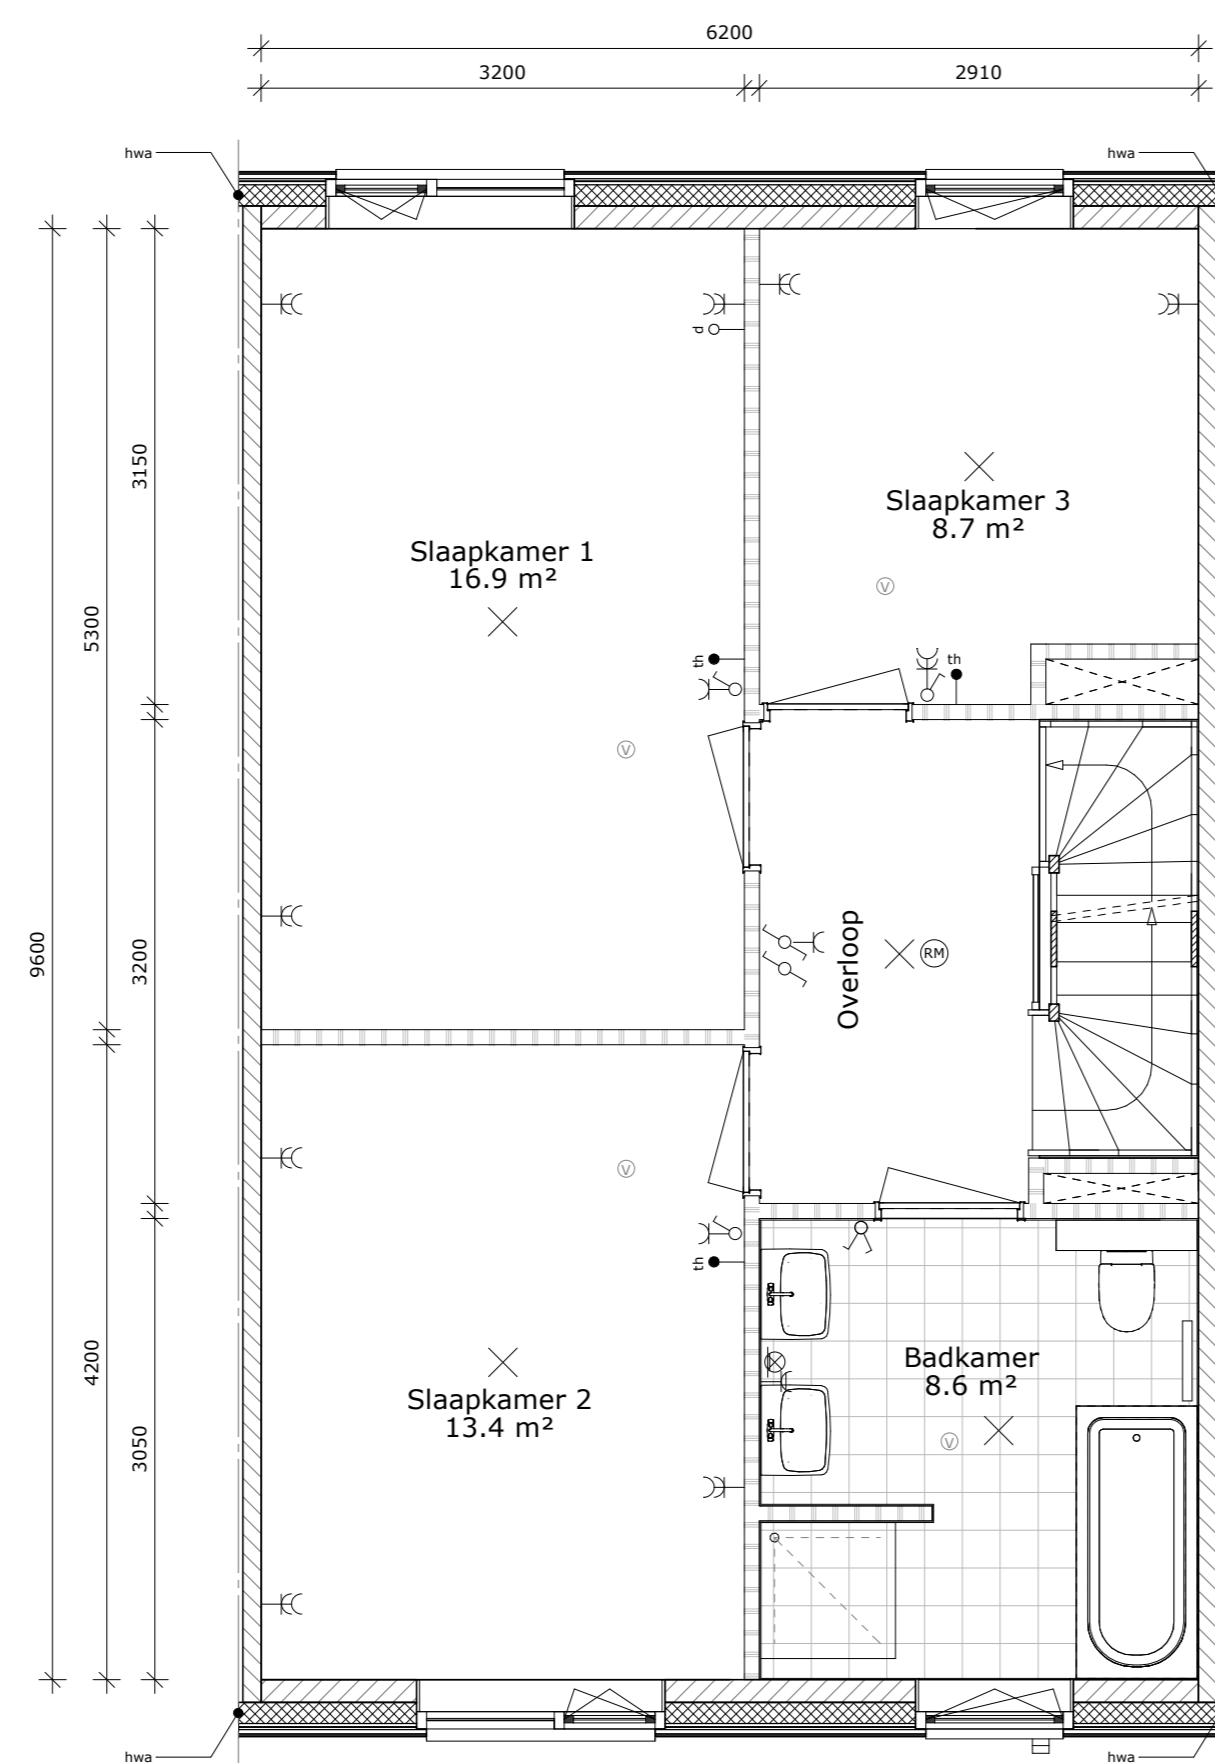 6200
3200
2910
hwa
hwa
d
3150
Slaapkamer 3
8.7 m²
Slaapkamer 1
16.9 m²
V
5300
th
th
V
9600
3200
Overloop
RM
V
th
4200
Badkamer
8.6 m²
Slaapkamer 2
13.4 m²
3050
V
hwa
hwa